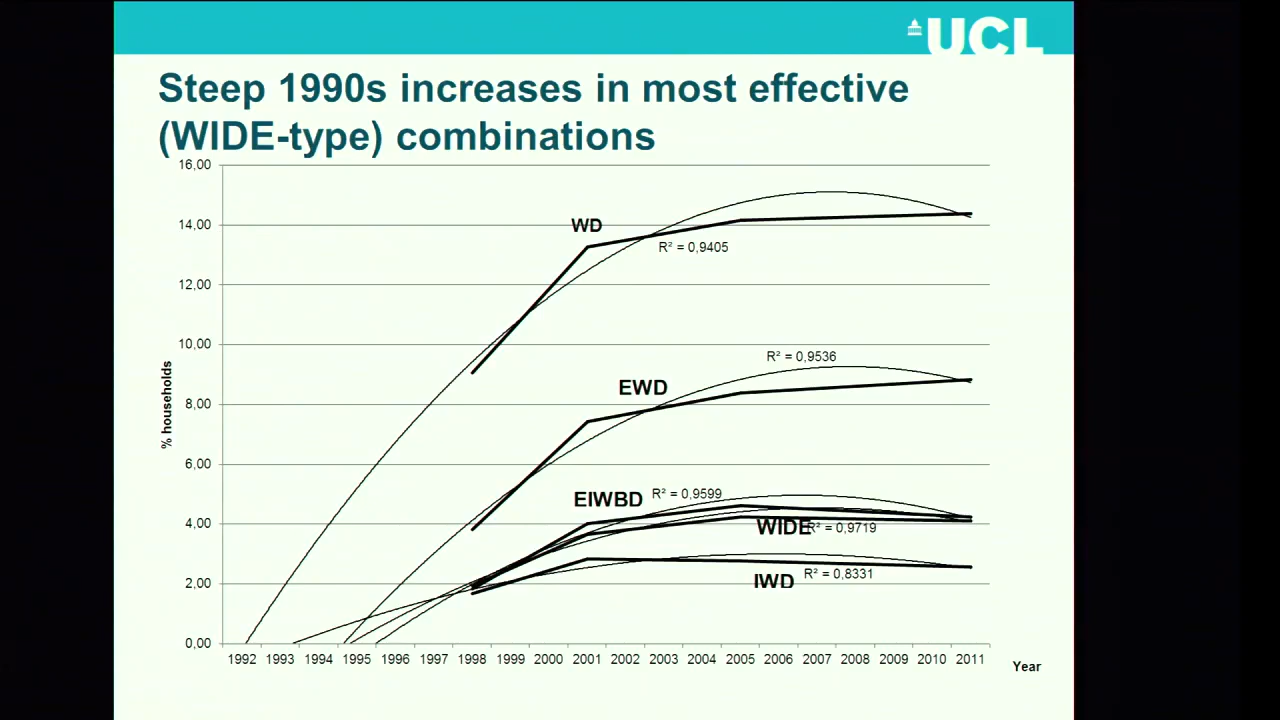 UCL
Steep 1990s increases in most effective
(WIDE-type) combinations
16,00
14,00
12,00
10,00
8,00
6,00
4,00
2,00
0,00
% households
WD
R² = 0,9405
R² = 0,9536
EWD
EIWBD
R² = 0,9599
WIDE
R² = 0,9719
IWD
R² = 0,8331
1992 1993 1994 1995 1996 1997 1998 1999 2000 2001 2002 2003 2004 2005 2006 2007 2008 2009 2010 2011
Year